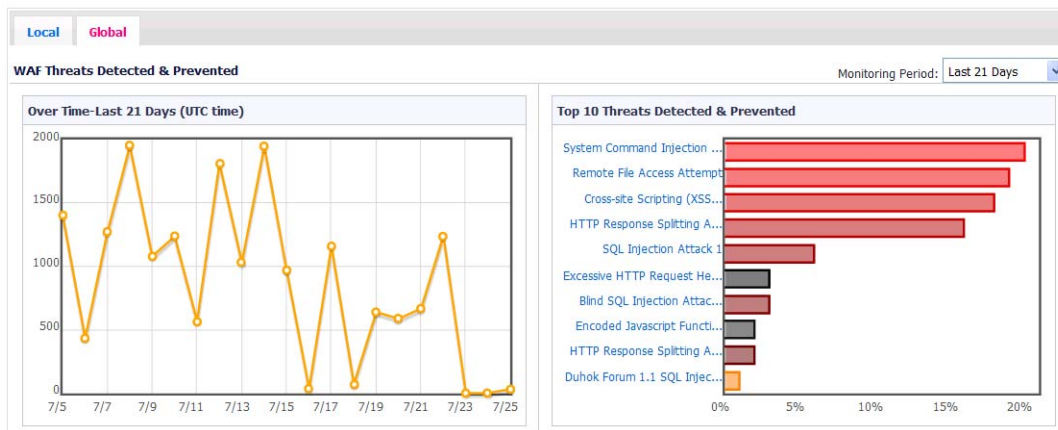 Local Global
WAF Threats Detected & Prevented
Monitoring Period: Last 21 Days
Over Time-Last 21 Days (UTC time)
2000
1500
1000
500
0
7/5 7/7 7/9 7/11 7/13 7/15 7/17 7/19 7/21 7/23 7/25
Top 10 Threats Detected & Prevented
System Command Injection ...
Remote File Access Attempt
Cross-site Scripting (XSS...
HTTP Response Splitting A...
SQL Injection Attack 1
Excessive HTTP Request He...
Blind SQL Injection Attac...
Encoded Javascript Functi...
HTTP Response Splitting A...
Duhok Forum 1.1 SQL Injec...
0% 5% 10% 15% 20%